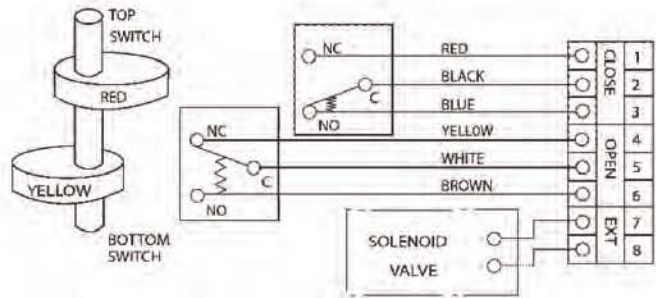 TOP
SWITCH
RED
YELLOW
BOTTOM
SWITCH
NC
C
NO
NC
C
NO
RED
BLACK
BLUE
YELLOW
WHITE
BROWN
SOLENOID
VALVE
CLOSE
OPEN
EXT
1
2
3
4
5
6
7
8